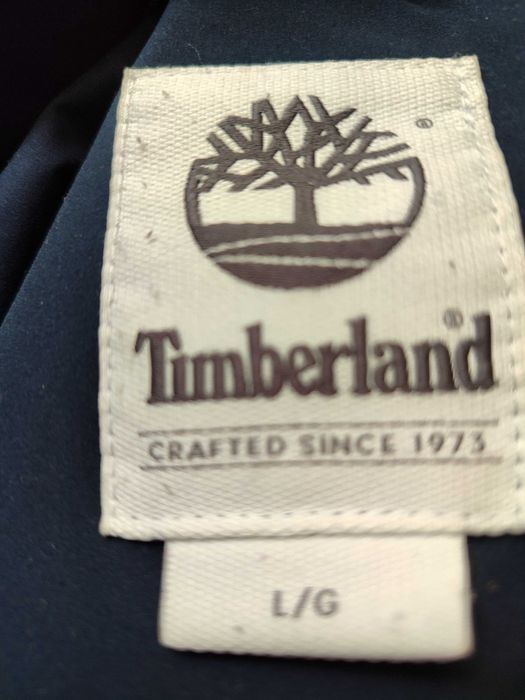 ®
Timberland®
CRAFTED SINCE 1973
L/G